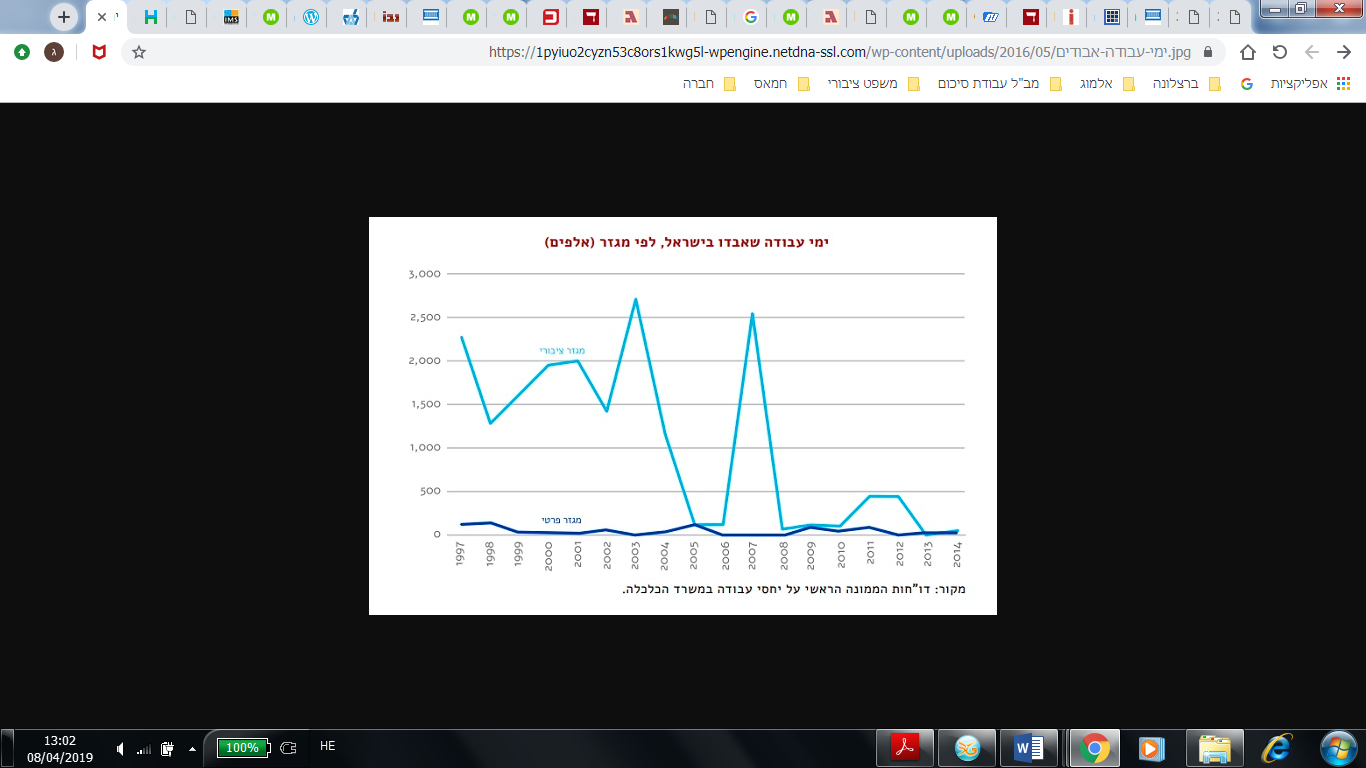 https://1pyiuo2cyzn53c8ors1kwg5l-wpengine.netdna-ssl.com/wp-content/uploads/2016/05/ימי-עבודה-אבודים.jpg
אפליקציות
ברצלונה
אלמוג
מב"ל עבודת סיכום
משפט ציבורי
חמאס
חברה
ימי עבודה שאבדו בישראל, לפי מגזר (אלפים)
3,000
2,500
2,000
1,500
1,000
500
0
מגזר ציבורי
מגזר פרטי
1997 1998 1999 2000 2001 2002 2003 2004 2005 2006 2007 2008 2009 2010 2011 2012 2013 2014
מקור: דו"חות הממונה הראשי על יחסי עבודה במשרד הכלכלה.
13:02
08/04/2019
100%
HE